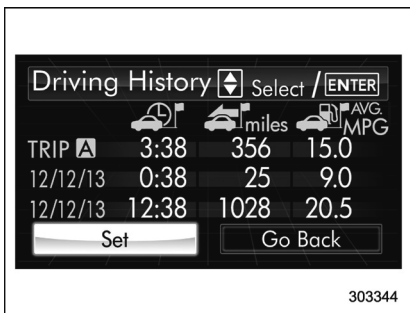 Driving History Select / ENTER
miles AVG. MPG
TRIP A 3:38 356 15.0
12/12/13 0:38 25 9.0
12/12/13 12:38 1028 20.5
Set Go Back
303344